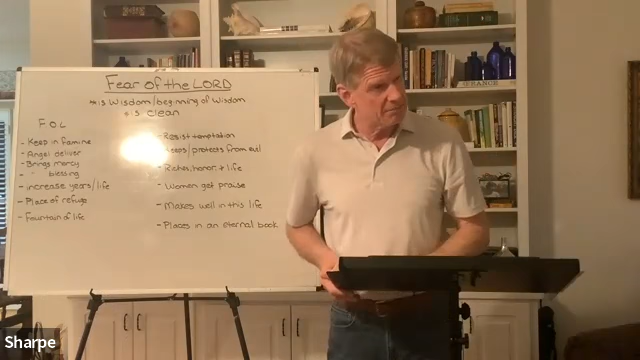 Fear of the LORD
is Wisdom/beginning of Wisdom
is clean
F.O.L
- Keep in famine
- Angel deliver
- Brings mercy
- " blessing
- increase years/life
- Place of refuge
- Fountain of life
- Resist temptation
protects from evil
- Riches, honor, + life
- Women get praise
- Makes well in this life
- Places in an eternal book
FRANCE
Sharpe